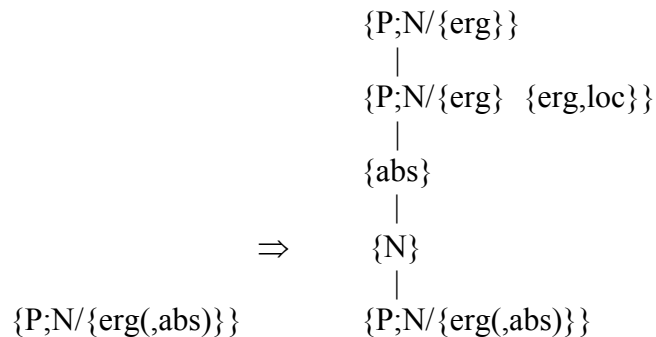 {P;N/{erg}}
|
{P;N/{erg} {erg,loc}}
|
{abs}
|
⇒ {N}
|
{P;N/{erg(,abs)}} {P;N/{erg(,abs)}}